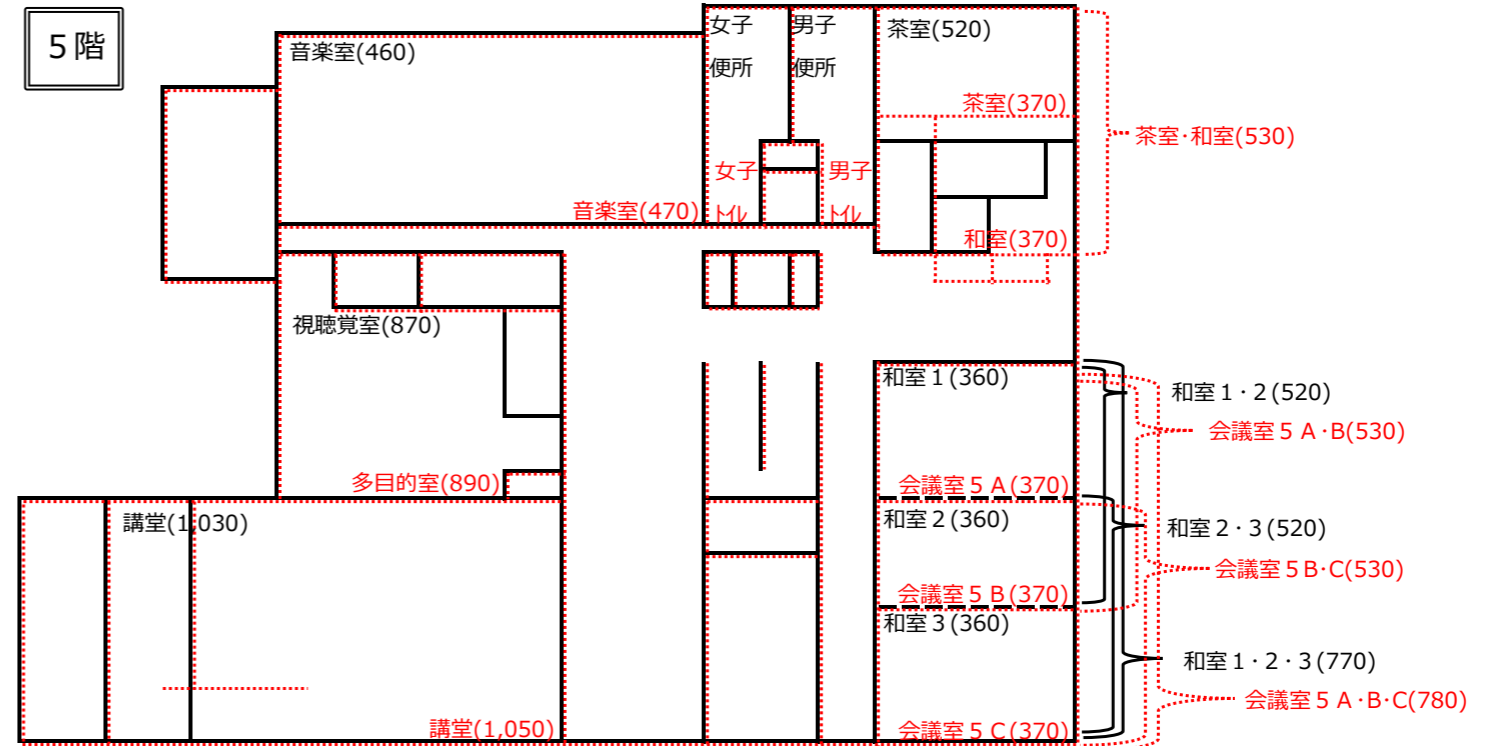 5階
音楽室(460)
音楽室(470)
女子
便所
男子
便所
女子
ﾄｲﾚ
男子
ﾄｲﾚ
茶室(520)
茶室(370)
和室(370)
茶室･和室(530)
視聴覚室(870)
多目的室(890)
講堂(1,030)
講堂(1,050)
和室1(360)
会議室5A(370)
和室2(360)
会議室5B(370)
和室3(360)
会議室5C(370)
和室1・2(520)
会議室5A･B(530)
和室2・3(520)
会議室5B･C(530)
和室1・2・3(770)
会議室5A･B･C(780)